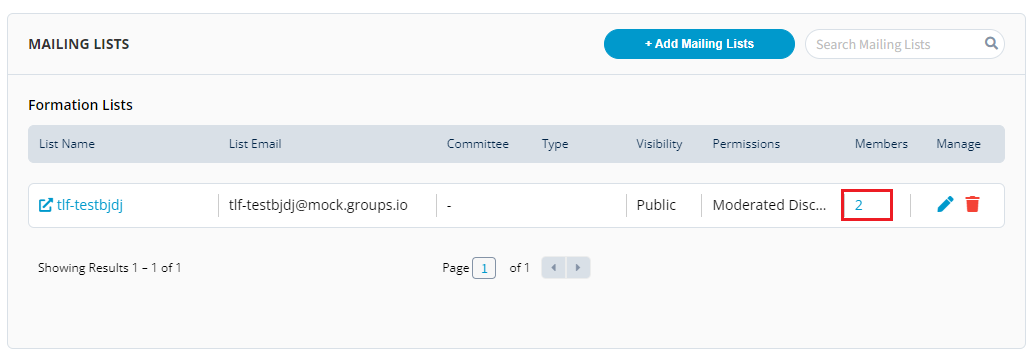 MAILING LISTS + Add Mailing Lists Search Mailing Lists
Formation Lists
List Name List Email Committee Type Visibility Permissions Members Manage
tlf-testbjdj tlf-testbjdj@mock.groups.io - Public Moderated Disc... 2
Showing Results 1 – 1 of 1 Page 1 of 1